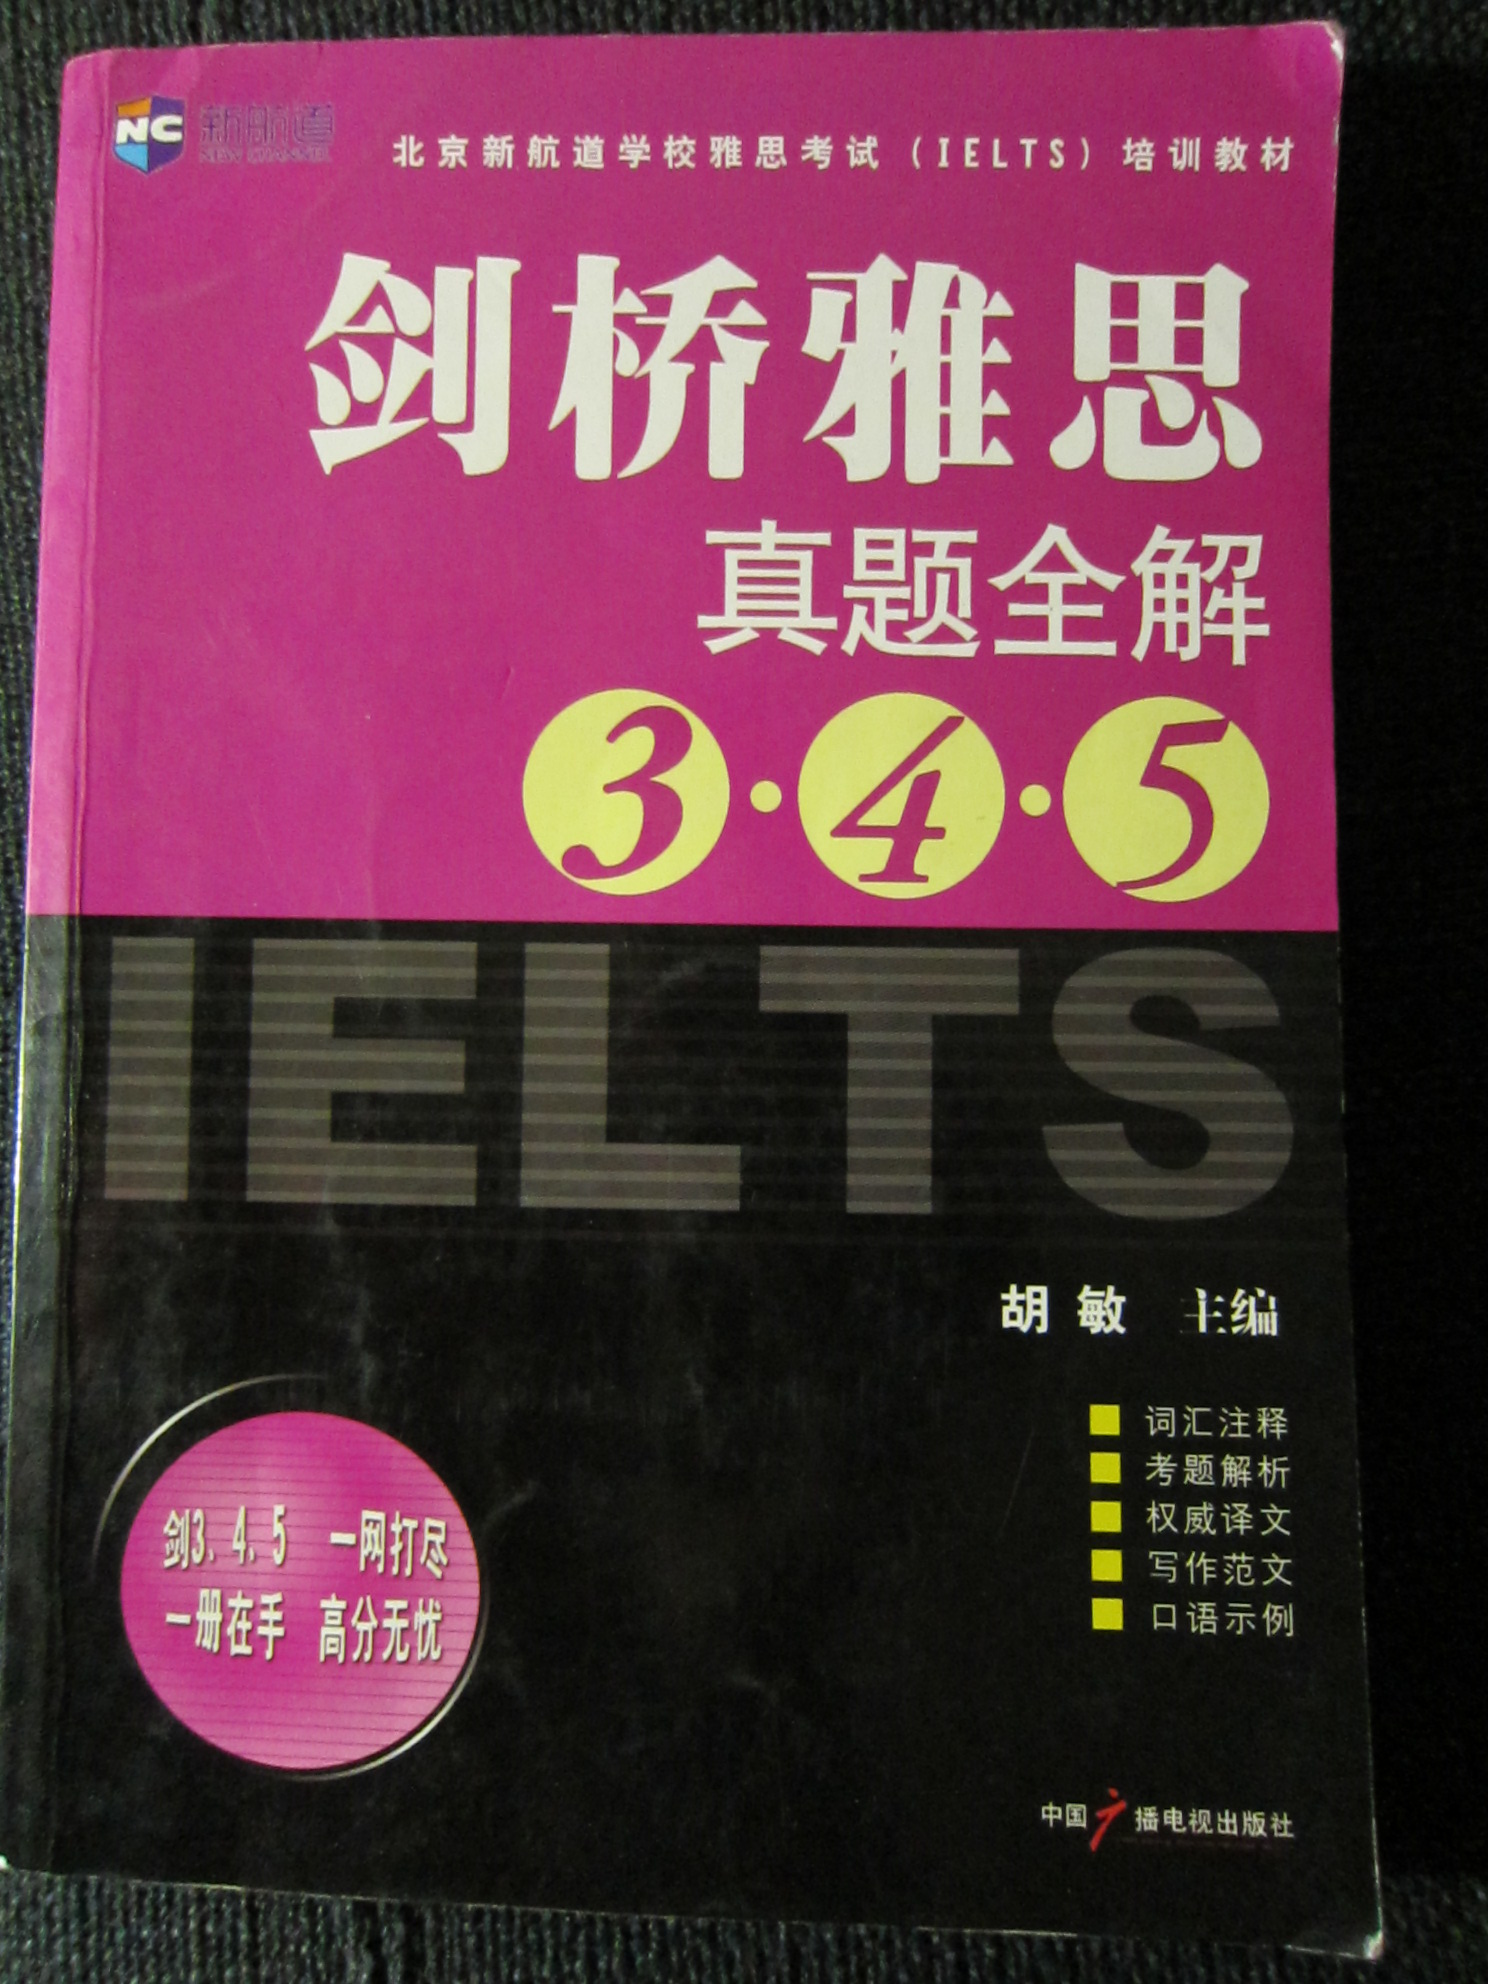 NC 新航道
NEW CHANNEL
北京新航道学校雅思考试(IELTS)培训教材
剑桥雅思
真题全解
3·4·5
IELTS
胡敏 主编
词汇注释
考题解析
权威译文
写作范文
口语示例
剑3、4、5 一网打尽
一册在手 高分无忧
中国广播电视出版社